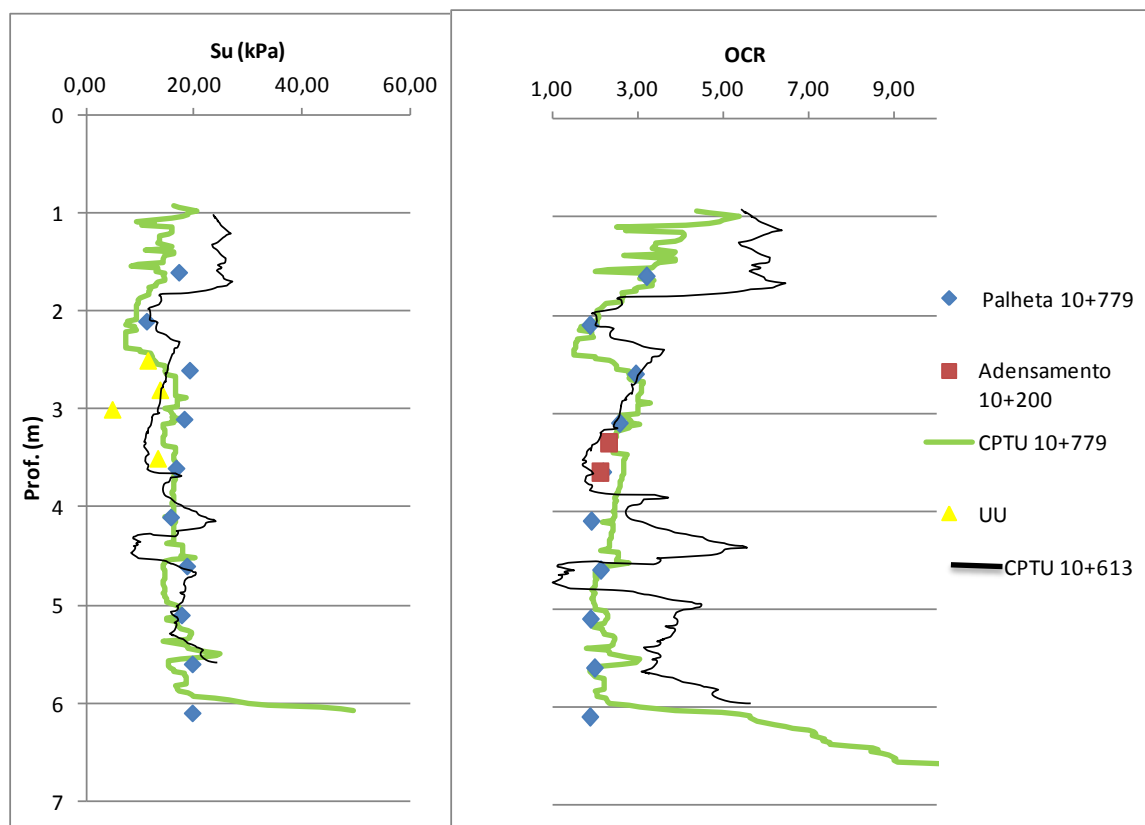 Su (kPa)
0,00 20,00 40,00 60,00
0
1
2
3
4
5
6
7
Prof. (m)
OCR
1,00 3,00 5,00 7,00 9,00
Palheta 10+779
Adensamento
10+200
CPTU 10+779
UU
CPTU 10+613